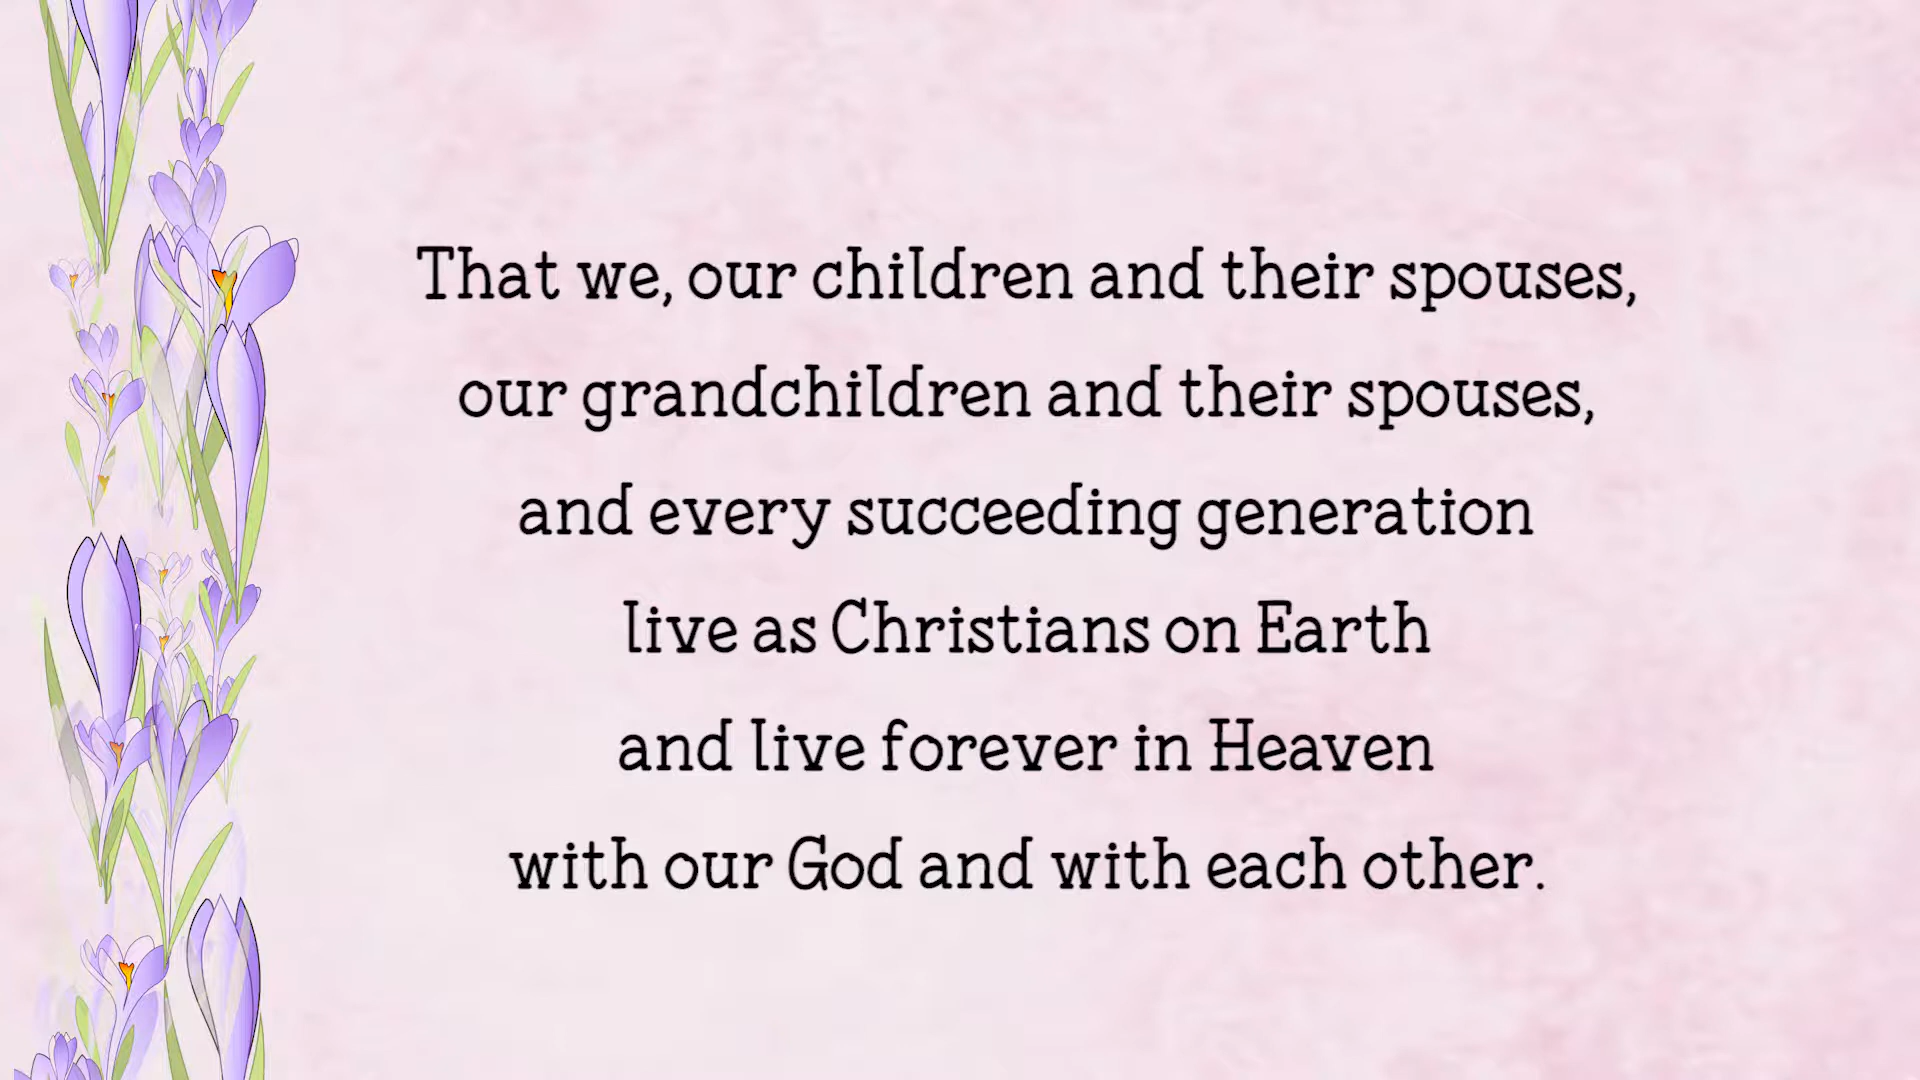 That we, our children and their spouses,
our grandchildren and their spouses,
and every succeeding generation
live as Christians on Earth
and live forever in Heaven
with our God and with each other.